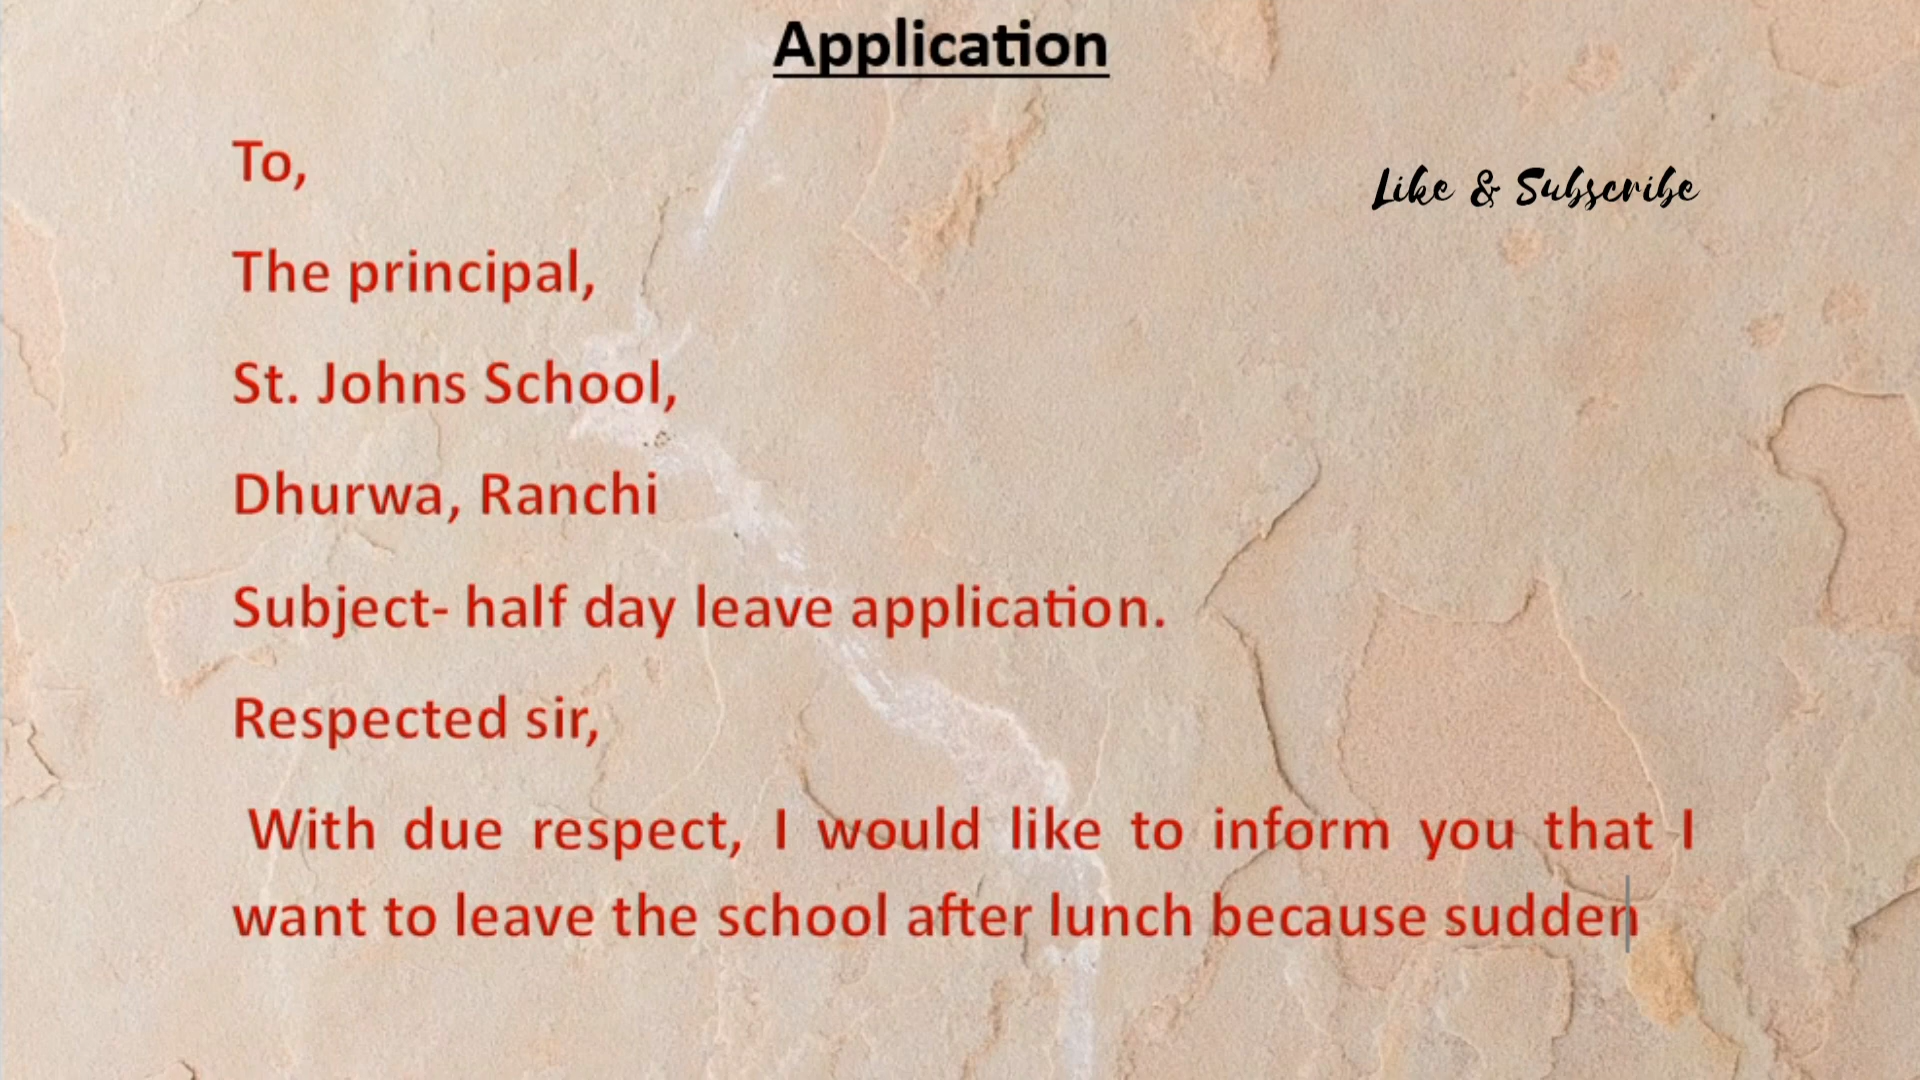 Application
To,
Like & Subscribe
The principal,
St. Johns School,
Dhurwa, Ranchi
Subject- half day leave application.
Respected sir,
With due respect, I would like to inform you that I
want to leave the school after lunch because sudden